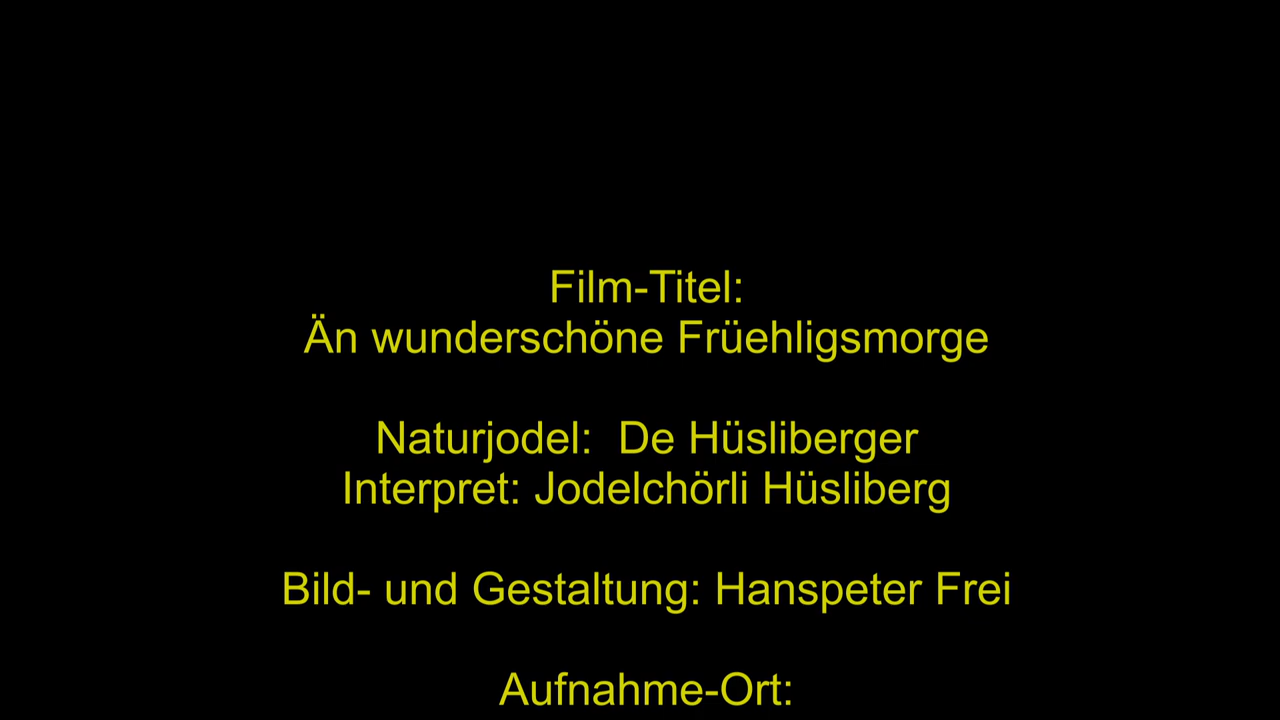 Film-Titel:
Än wunderschöne Früehligsmorge
Naturjodel:  De Hüsliberger
Interpret: Jodelchörli Hüsliberg
Bild- und Gestaltung: Hanspeter Frei
Aufnahme-Ort: